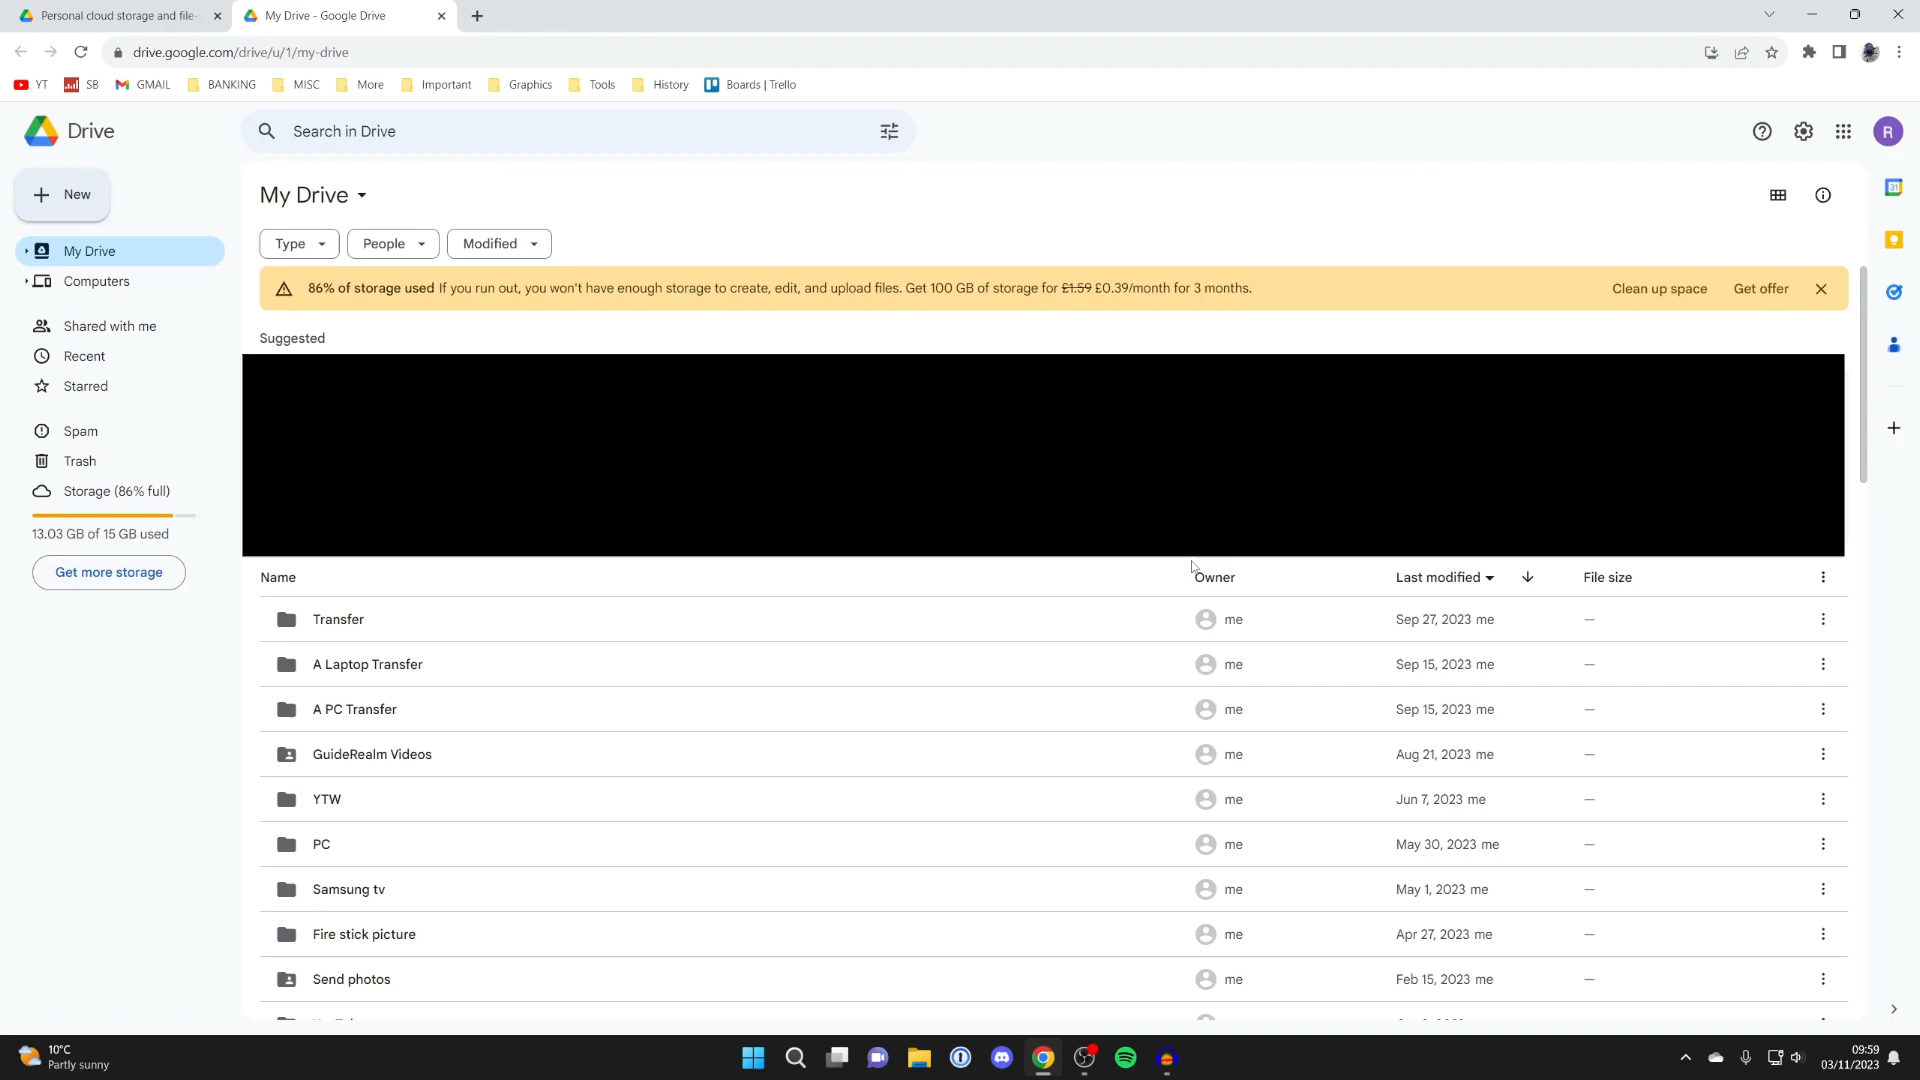 Personal cloud storage and file-
My Drive - Google Drive
drive.google.com/drive/u/1/my-drive
YT SB GMAIL BANKING MISC More Important Graphics Tools History Boards | Trello
Drive
Search in Drive
R
New
My Drive
31
Type People Modified
My Drive
Computers
86% of storage used If you run out, you won't have enough storage to create, edit, and upload files. Get 100 GB of storage for £1.59 £0.39/month for 3 months. Clean up space Get offer
Shared with me
Suggested
Recent
Starred
Spam
Trash
Storage (86% full)
13.03 GB of 15 GB used
Get more storage
Name Owner Last modified File size
Transfer me Sep 27, 2023 me —
A Laptop Transfer me Sep 15, 2023 me —
A PC Transfer me Sep 15, 2023 me —
GuideRealm Videos me Aug 21, 2023 me —
YTW me Jun 7, 2023 me —
PC me May 30, 2023 me —
Samsung tv me May 1, 2023 me —
Fire stick picture me Apr 27, 2023 me —
Send photos me Feb 15, 2023 me —
10°C
Partly sunny
09:59
03/11/2023